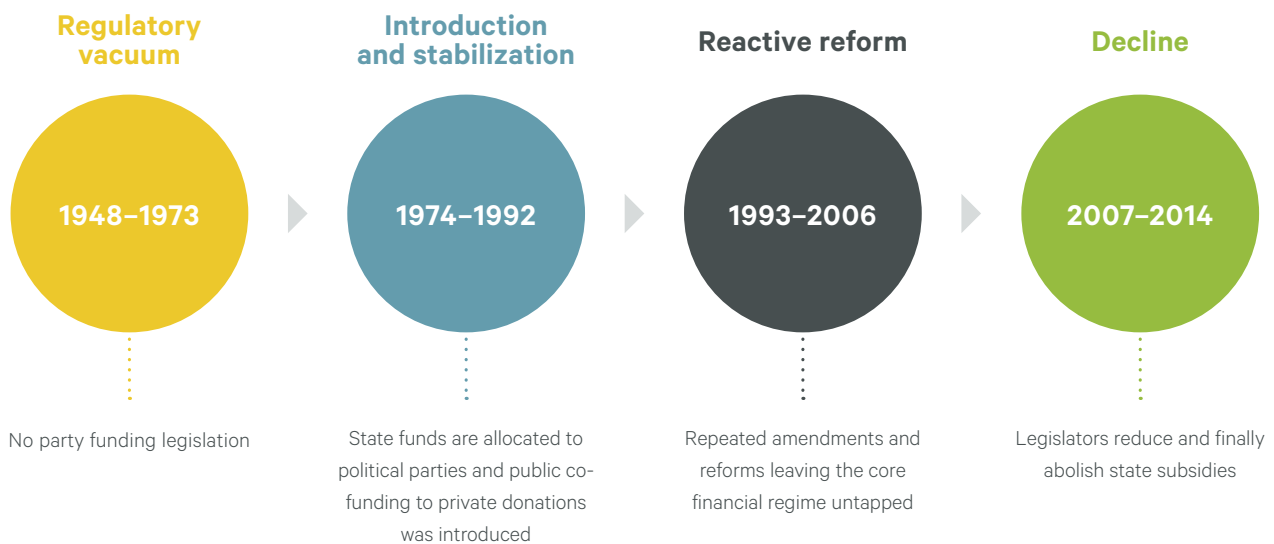 Regulatory
vacuum
1948–1973
No party funding legislation
Introduction
and stabilization
1974–1992
State funds are allocated to
political parties and public co-
funding to private donations
was introduced
Reactive reform
1993–2006
Repeated amendments and
reforms leaving the core
financial regime untapped
Decline
2007–2014
Legislators reduce and finally
abolish state subsidies